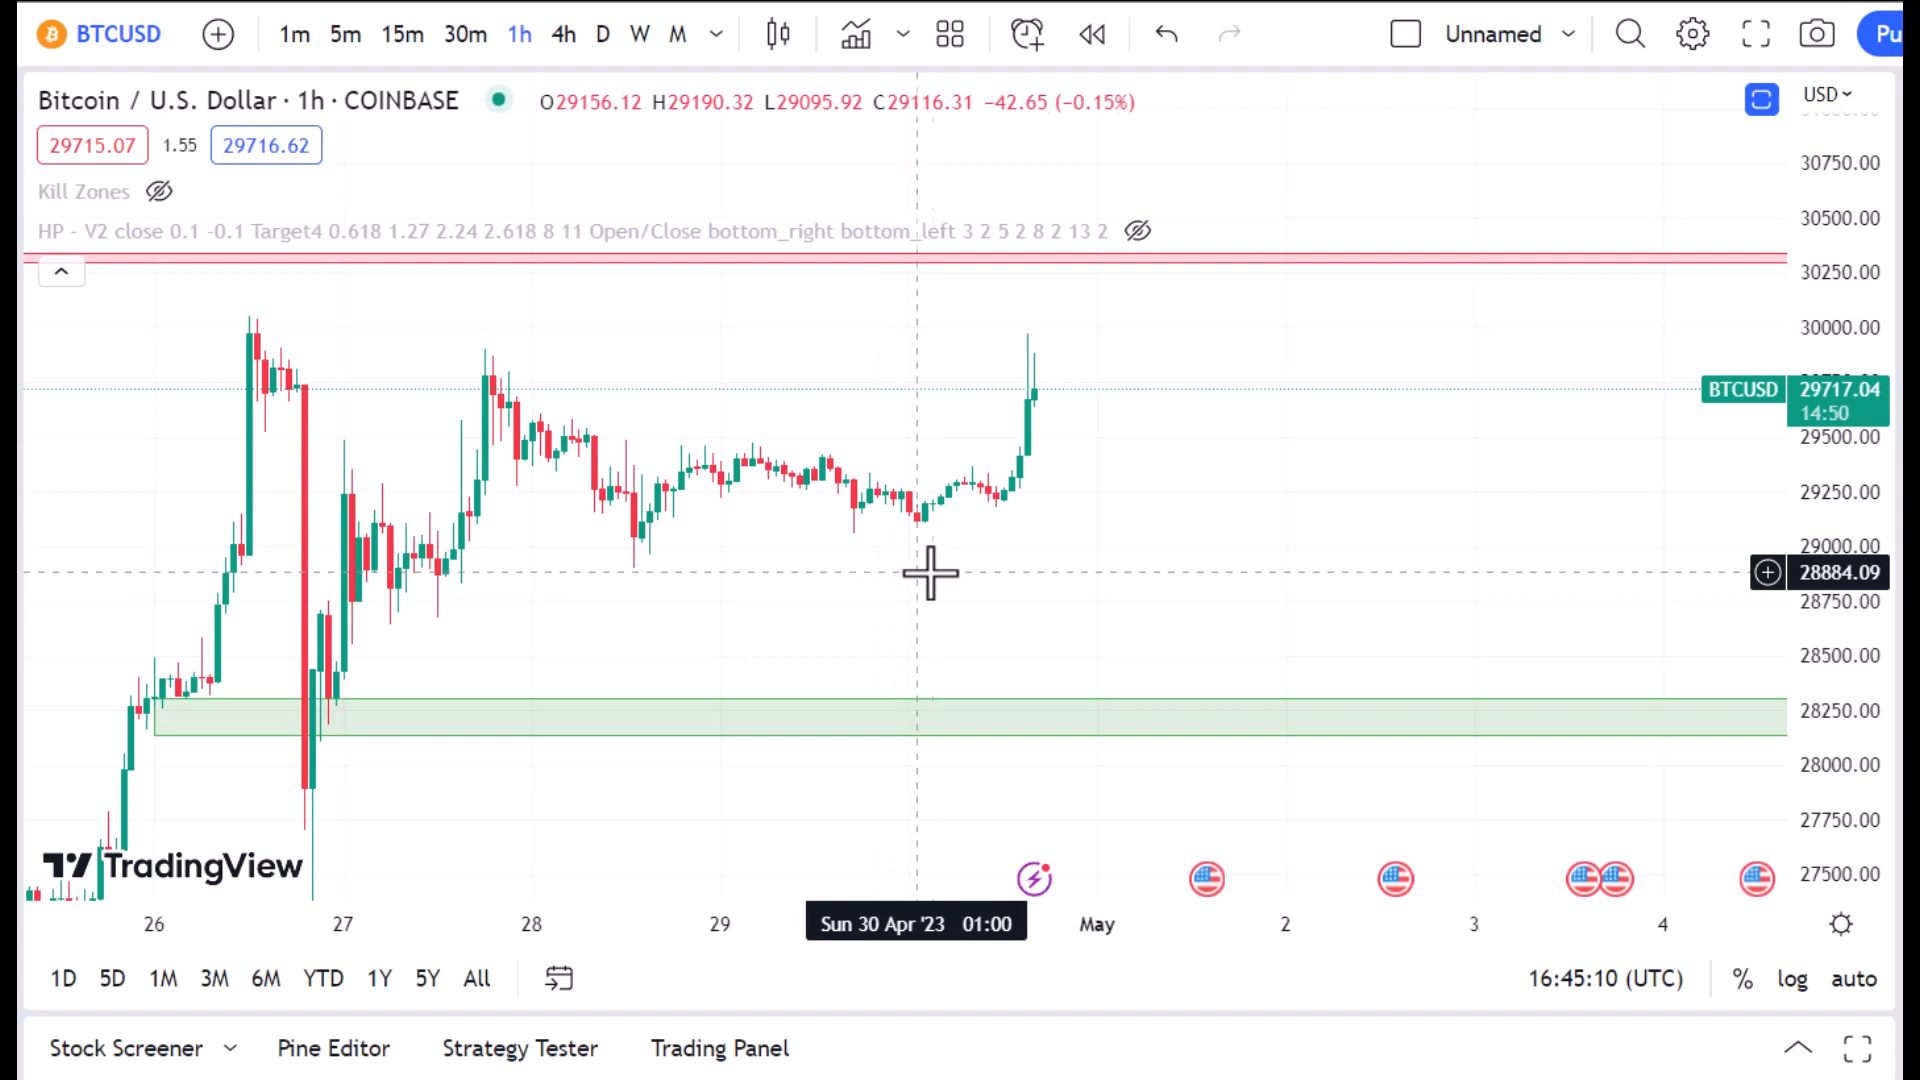 BTCUSD 1m 5m 15m 30m 1h 4h D W M Unnamed Pu
Bitcoin / U.S. Dollar · 1h · COINBASE O29156.12 H29190.32 L29095.92 C29116.31 −42.65 (−0.15%) USD
29715.07 1.55 29716.62
30750.00
Kill Zones
30500.00
HP - V2 close 0.1 -0.1 Target4 0.618 1.27 2.24 2.618 8 11 Open/Close bottom_right bottom_left 3 2 5 2 8 2 13 2
30250.00
30000.00
BTCUSD 29717.04
14:50
29500.00
29250.00
29000.00
28884.09
28750.00
28500.00
28250.00
28000.00
27750.00
TradingView
27500.00
26 27 28 29 Sun 30 Apr '23 01:00 May 2 3 4
1D 5D 1M 3M 6M YTD 1Y 5Y All 16:45:10 (UTC) % log auto
Stock Screener Pine Editor Strategy Tester Trading Panel